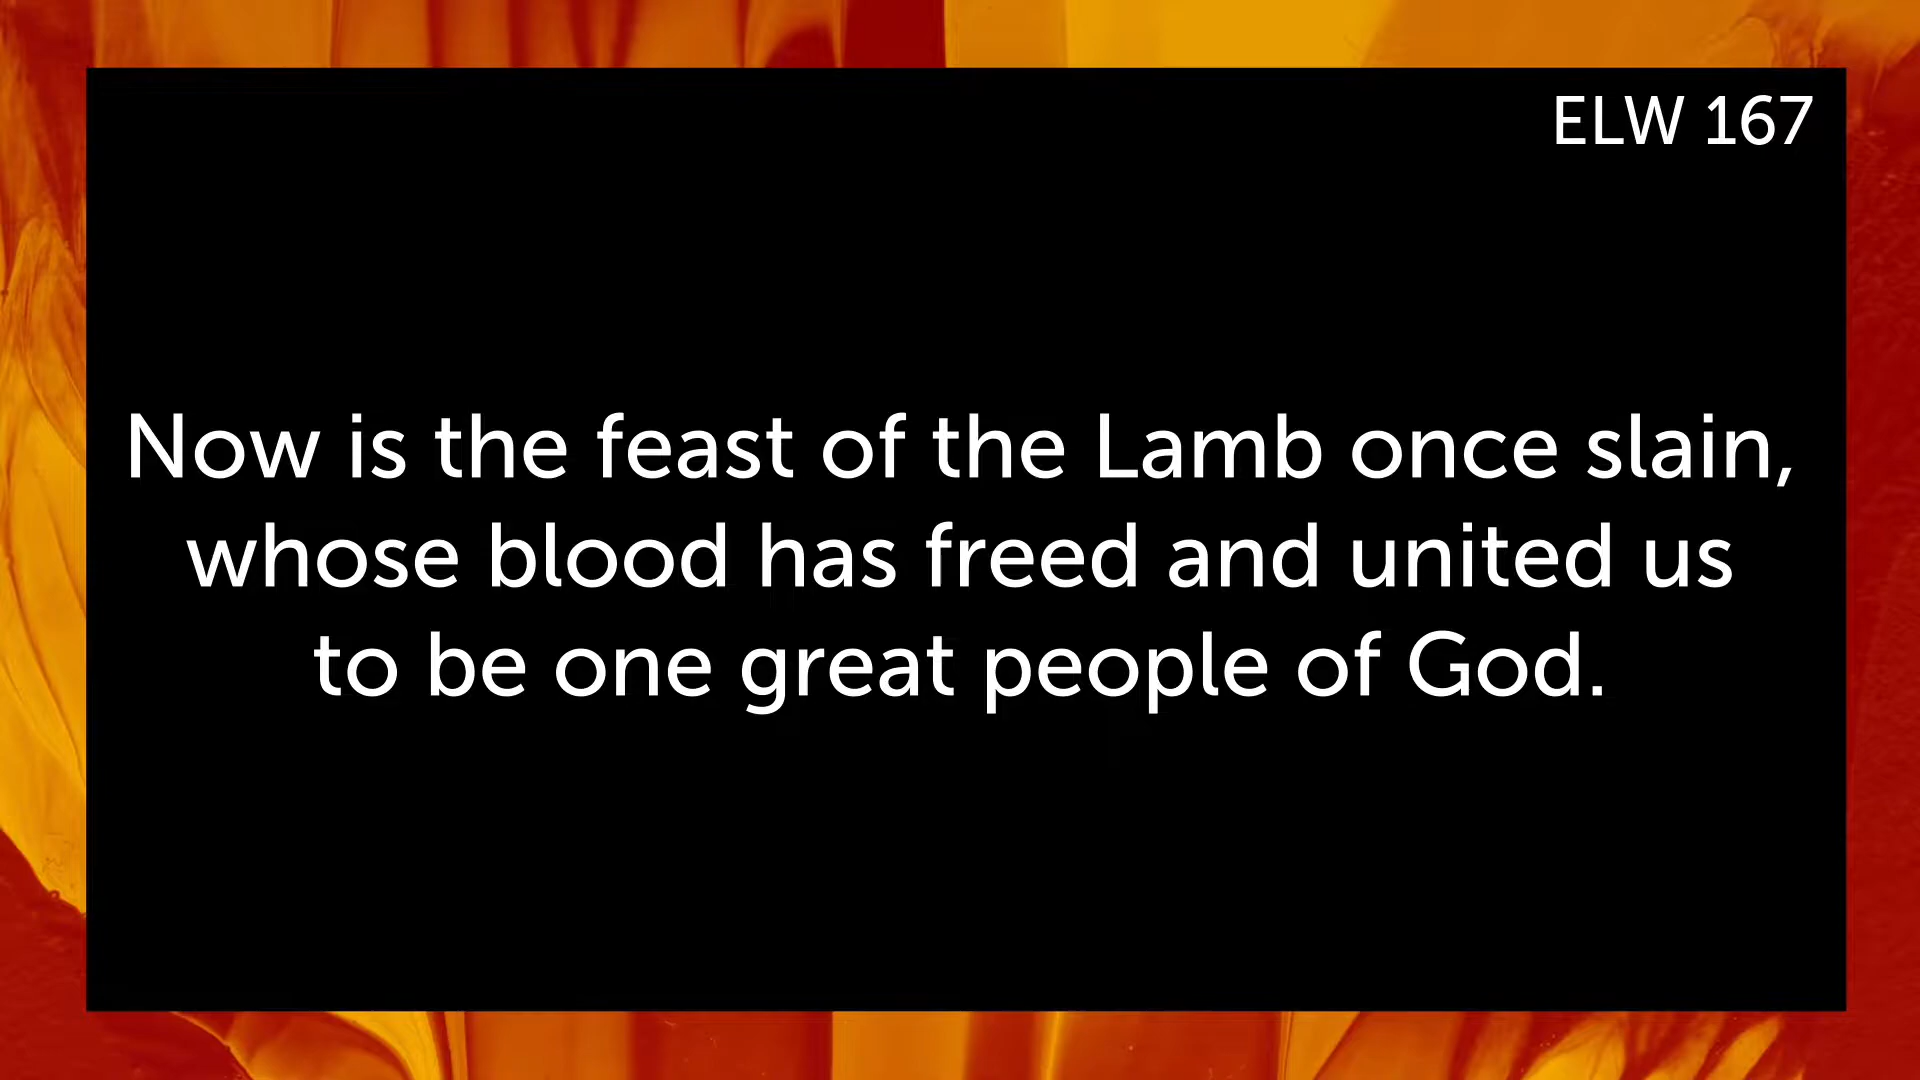 ELW 167
Now is the feast of the Lamb once slain,
whose blood has freed and united us
to be one great people of God.